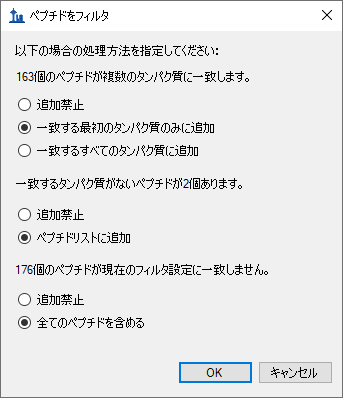 ペプチドをフィルタ
以下の場合の処理方法を指定してください:
163個のペプチドが複数のタンパク質に一致します。
追加禁止
一致する最初のタンパク質のみに追加
一致するすべてのタンパク質に追加
一致するタンパク質がないペプチドが2個あります。
追加禁止
ペプチドリストに追加
176個のペプチドが現在のフィルタ設定に一致しません。
追加禁止
全てのペプチドを含める
OK キャンセル